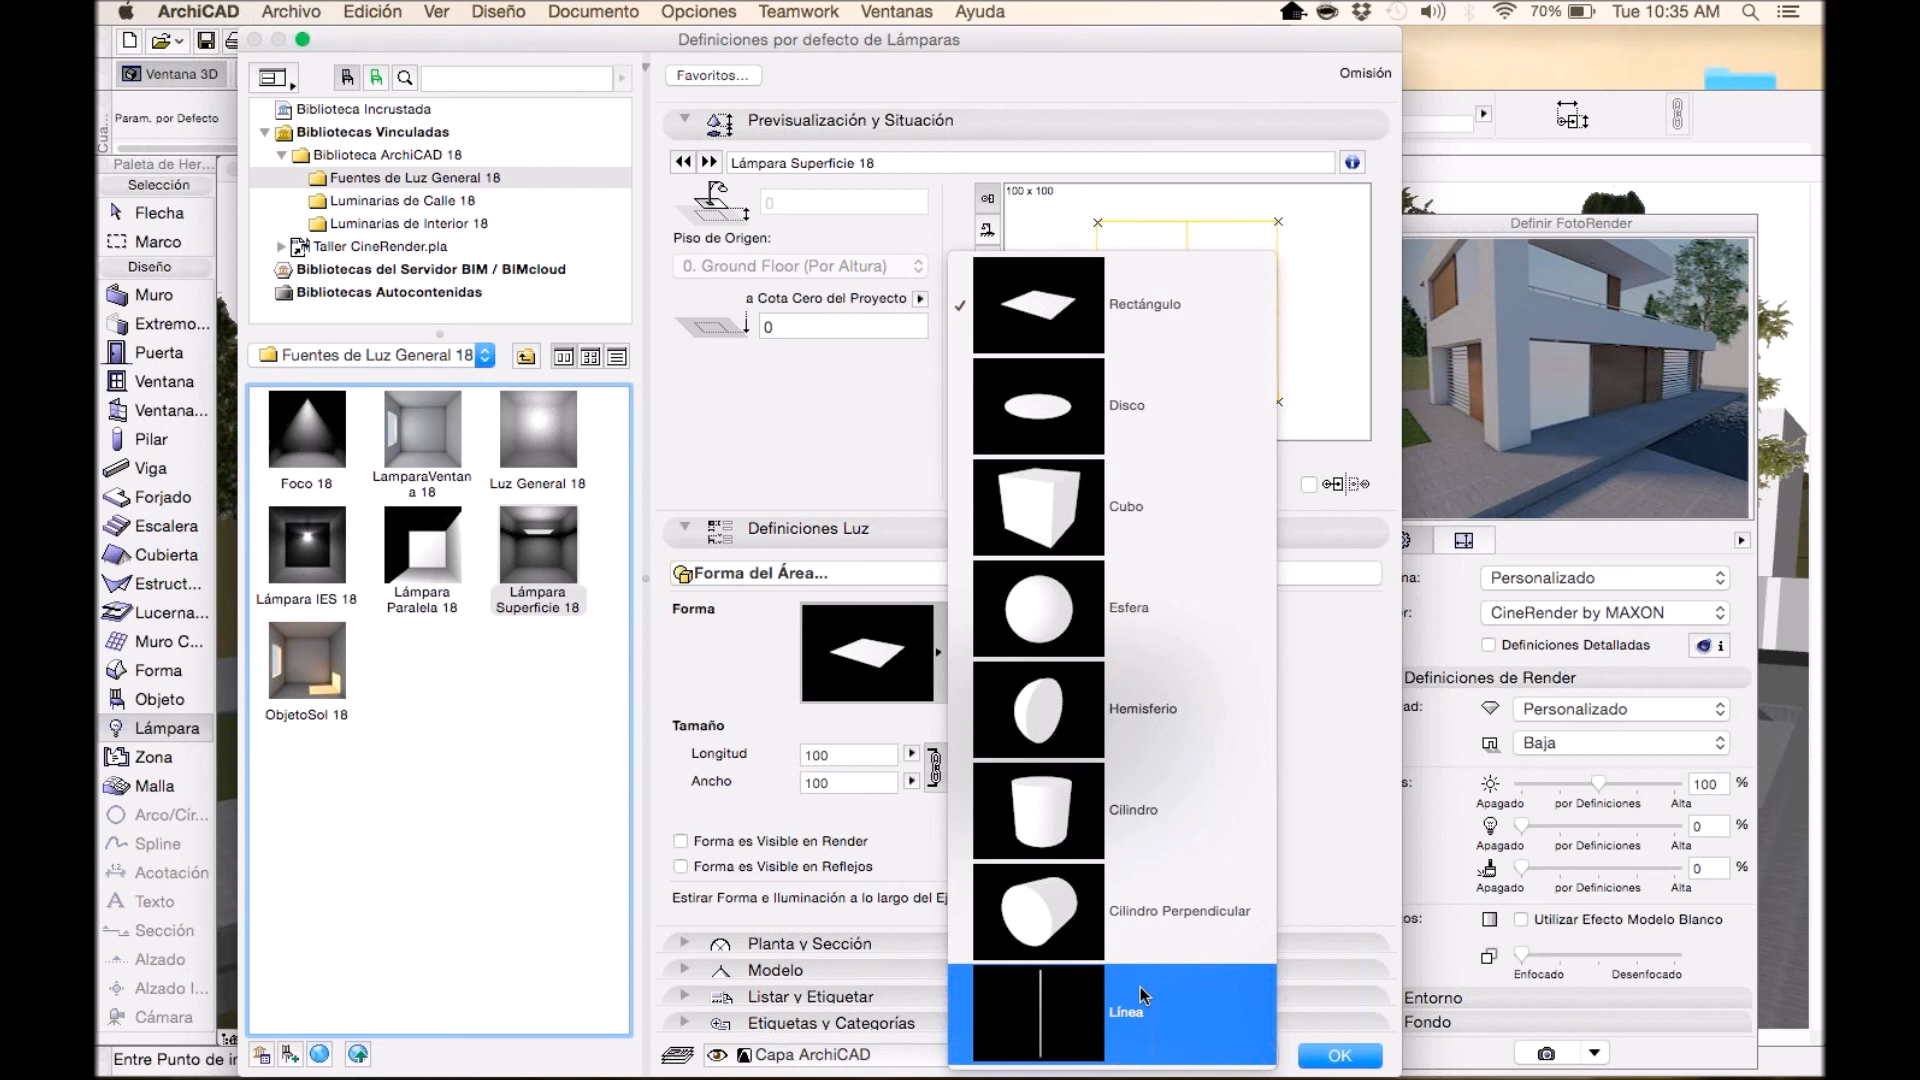 ArchiCAD Archivo Edición Ver Diseño Documento Opciones Teamwork Ventanas Ayuda 70% Tue 10:35 AM
Definiciones por defecto de Lámparas
Ventana 3D
Param. por Defecto
Cua...
Paleta de Her...
Selección
Flecha
Marco
Diseño
Muro
Extremo...
Puerta
Ventana
Ventana...
Pilar
Viga
Forjado
Escalera
Cubierta
Estruct...
Lucerna...
Muro C...
Forma
Objeto
Lámpara
Zona
Malla
Arco/Cír...
Spline
Acotación
Texto
Sección
Alzado
Alzado I...
Cámara
Biblioteca Incrustada
Bibliotecas Vinculadas
Biblioteca ArchiCAD 18
Fuentes de Luz General 18
Luminarias de Calle 18
Luminarias de Interior 18
Taller CineRender.pla
Bibliotecas del Servidor BIM / BIMcloud
Bibliotecas Autocontenidas
Fuentes de Luz General 18
Foco 18
LamparaVentan
a 18
Luz General 18
Lámpara IES 18
Lámpara
Paralela 18
Lámpara
Superficie 18
ObjetoSol 18
Favoritos...
Omisión
Previsualización y Situación
Lámpara Superficie 18
0
100 x 100
Piso de Origen:
0. Ground Floor (Por Altura)
a Cota Cero del Proyecto
0
Definiciones Luz
Forma del Área...
Forma
Tamaño
Longitud 100
Ancho 100
Forma es Visible en Render
Forma es Visible en Reflejos
Estirar Forma e Iluminación a lo largo del Ej
Planta y Sección
Modelo
Listar y Etiquetar
Etiquetas y Categorías
Capa ArchiCAD
OK
Rectángulo
Disco
Cubo
Esfera
Hemisferio
Cilindro
Cilindro Perpendicular
Línea
Definir FotoRender
na: Personalizado
r: CineRender by MAXON
Definiciones Detalladas
i
Definiciones de Render
ad: Personalizado
Baja
s: 100 %
Apagado por Definiciones Alta
0 %
Apagado por Definiciones Alta
0 %
Apagado por Definiciones Alta
os: Utilizar Efecto Modelo Blanco
Enfocado Desenfocado
Entorno
Fondo
Entre Punto de in